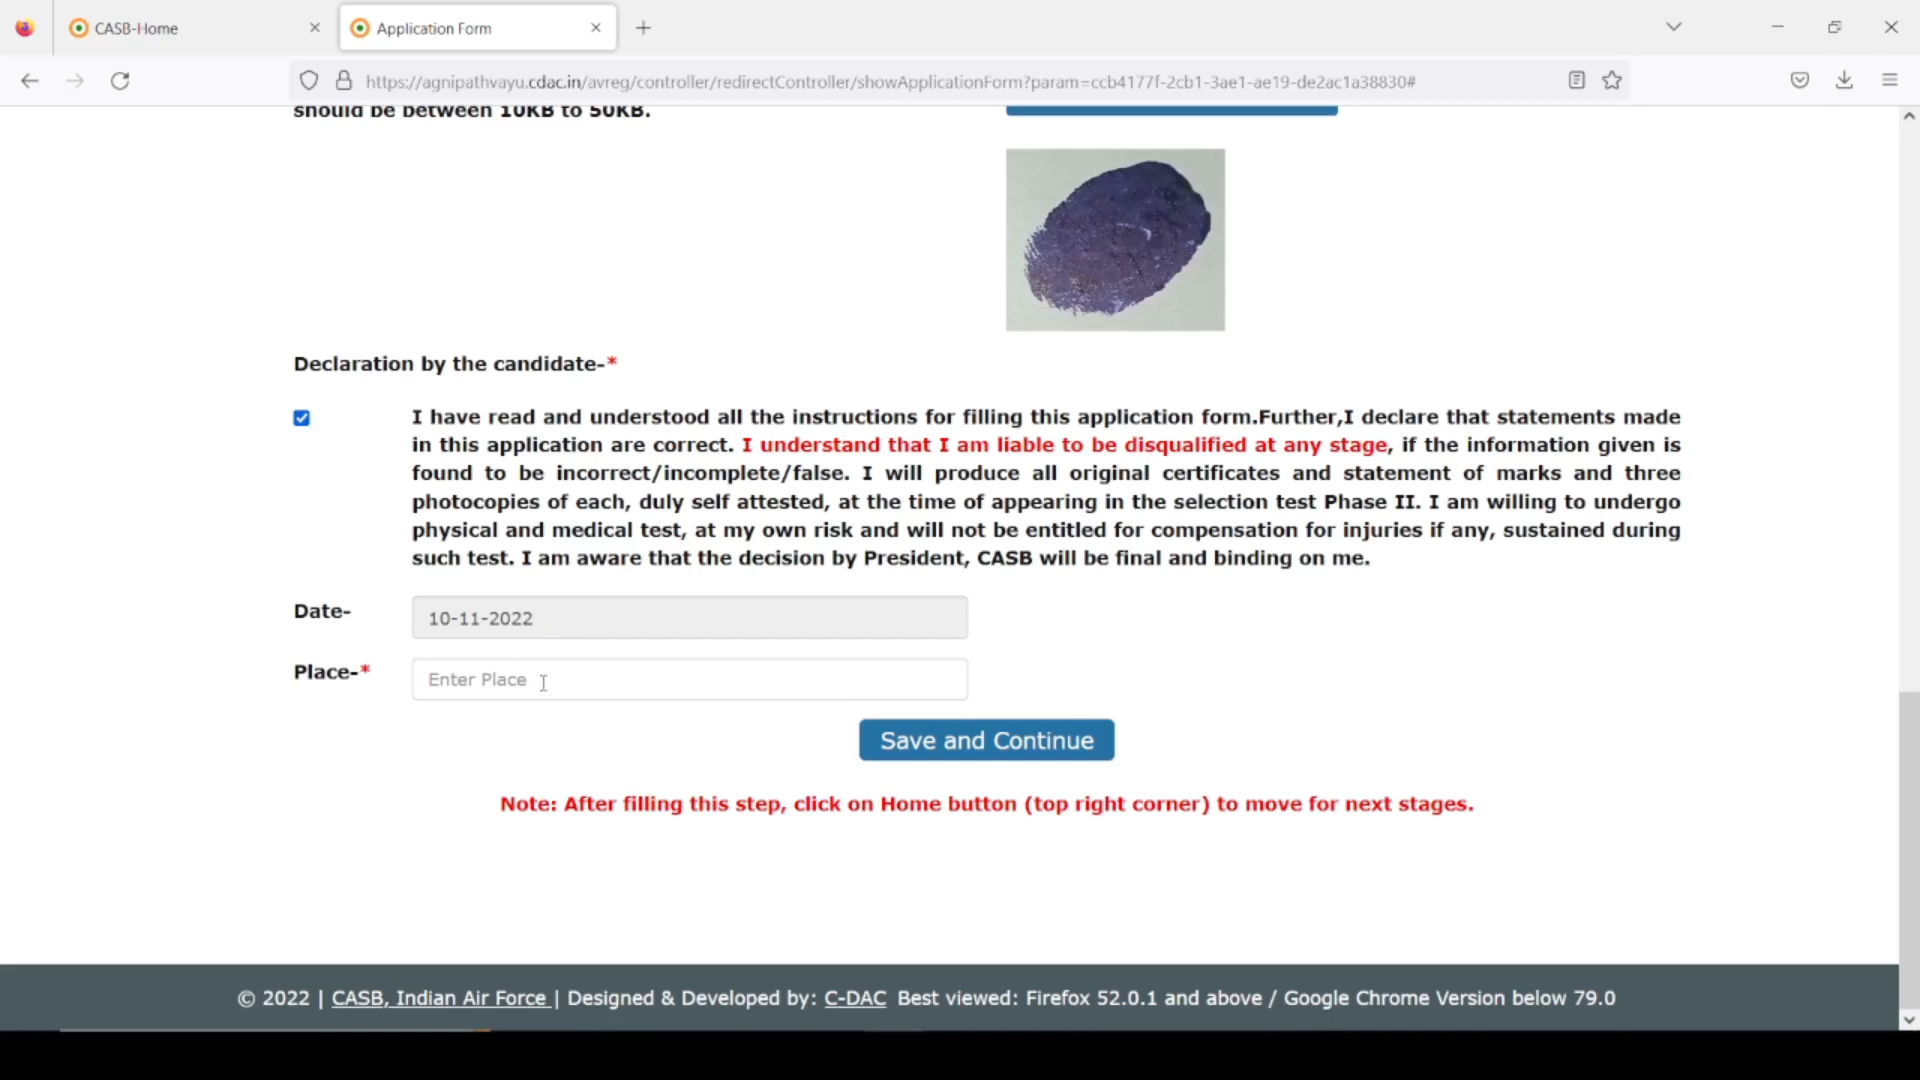 CASB-Home
Application Form
https://agnipathvayu.cdac.in/avreg/controller/redirectController/showApplicationForm?param=ccb4177f-2cb1-3ae1-ae19-de2ac1a38830#
should be between 10KB to 50KB.
Declaration by the candidate-*
I have read and understood all the instructions for filling this application form.Further,I declare that statements made
in this application are correct. I understand that I am liable to be disqualified at any stage, if the information given is
found to be incorrect/incomplete/false. I will produce all original certificates and statement of marks and three
photocopies of each, duly self attested, at the time of appearing in the selection test Phase II. I am willing to undergo
physical and medical test, at my own risk and will not be entitled for compensation for injuries if any, sustained during
such test. I am aware that the decision by President, CASB will be final and binding on me.
Date-
10-11-2022
Place-*
Enter Place
Save and Continue
Note: After filling this step, click on Home button (top right corner) to move for next stages.
© 2022 | CASB, Indian Air Force | Designed & Developed by: C-DAC Best viewed: Firefox 52.0.1 and above / Google Chrome Version below 79.0